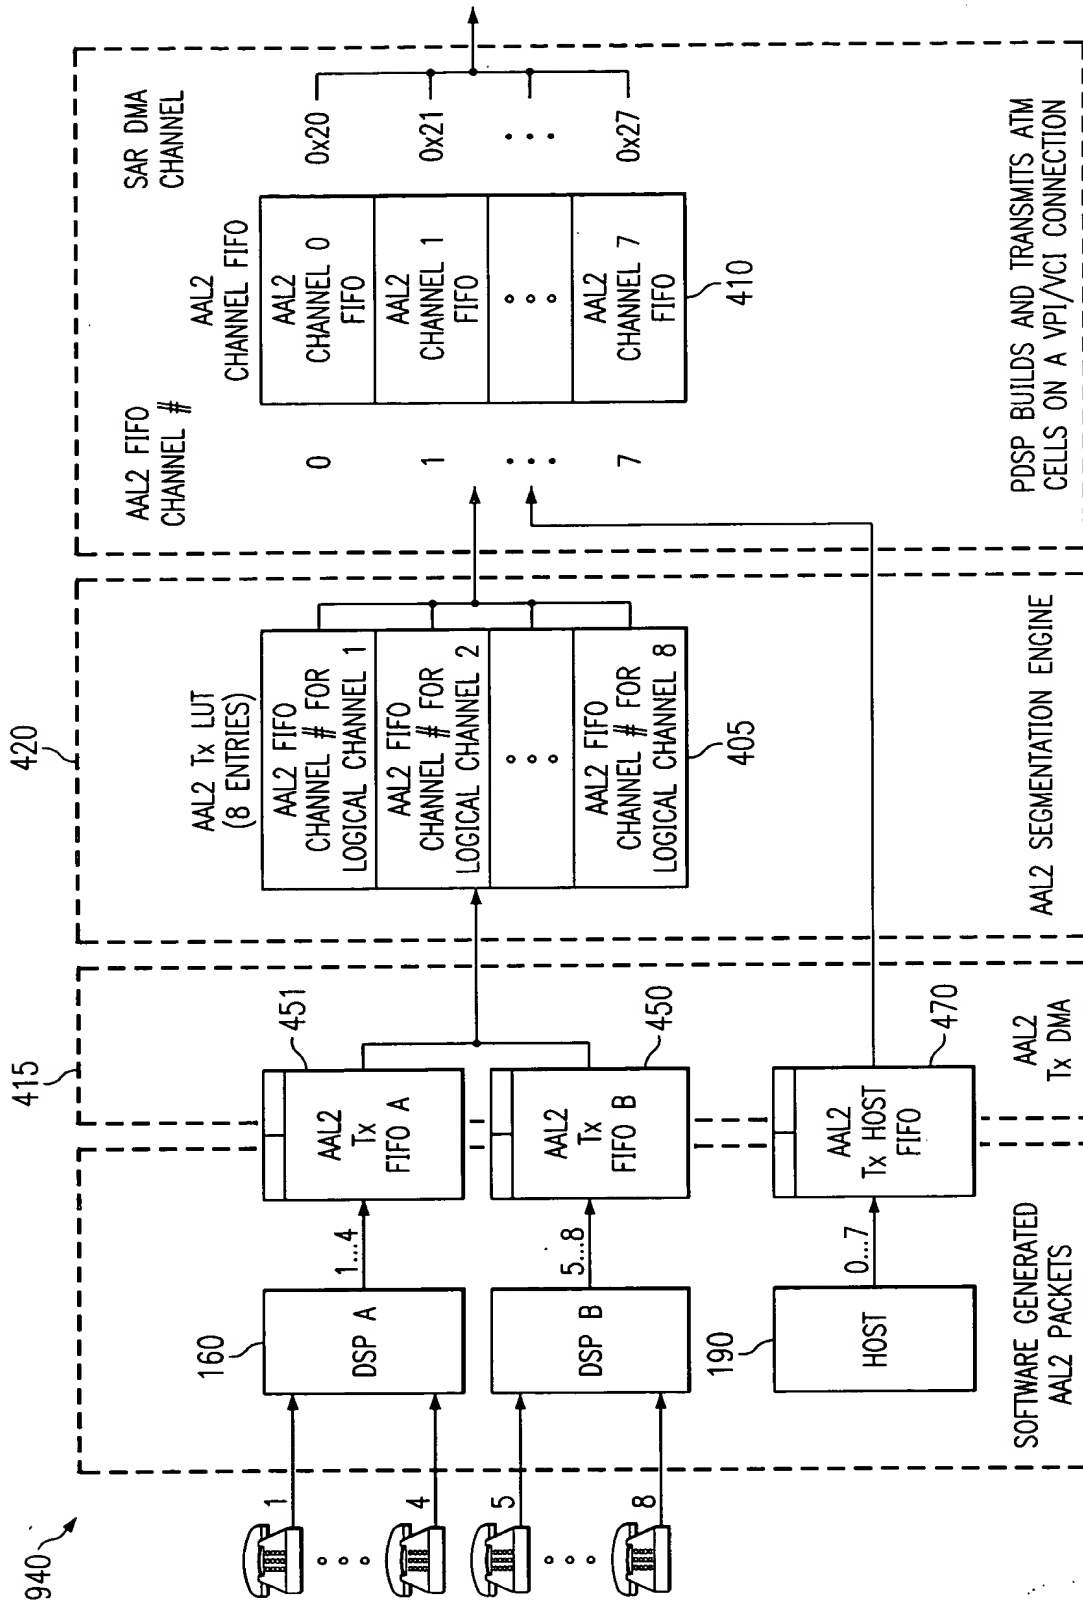 940
415
420
1
4
5
8
160
DSP A
DSP B
190
HOST
SOFTWARE GENERATED
AAL2 PACKETS
1...4
5...8
0...7
451
AAL2
Tx
FIFO A
450
AAL2
Tx
FIFO B
470
AAL2
Tx HOST
FIFO
AAL2
Tx DMA
AAL2 Tx LUT
(8 ENTRIES)
AAL2 FIFO
CHANNEL # FOR
LOGICAL CHANNEL 1
AAL2 FIFO
CHANNEL # FOR
LOGICAL CHANNEL 2
AAL2 FIFO
CHANNEL # FOR
LOGICAL CHANNEL 8
405
AAL2 SEGMENTATION ENGINE
AAL2 FIFO
CHANNEL #
0
1
7
AAL2
CHANNEL FIFO
AAL2
CHANNEL 0
FIFO
AAL2
CHANNEL 1
FIFO
AAL2
CHANNEL 7
FIFO
410
SAR DMA
CHANNEL
0x20
0x21
0x27
PDSP BUILDS AND TRANSMITS ATM
CELLS ON A VPI/VCI CONNECTION